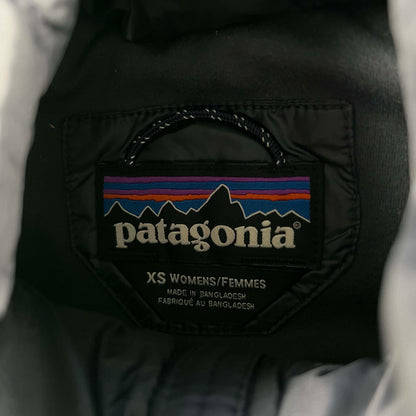 patagonia®
XS WOMENS/FEMMES
MADE IN BANGLADESH
FABRIQUÉ AU BANGLADESH